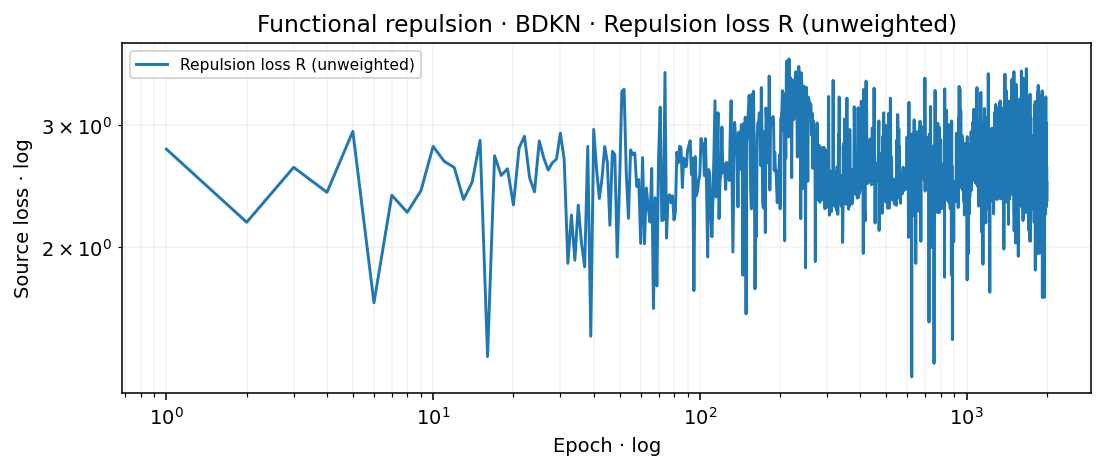 Functional repulsion · BDKN · Repulsion loss R (unweighted)
Repulsion loss R (unweighted)
Source loss · log
3 × 10⁰
2 × 10⁰
10⁰
10¹
10²
10³
Epoch · log